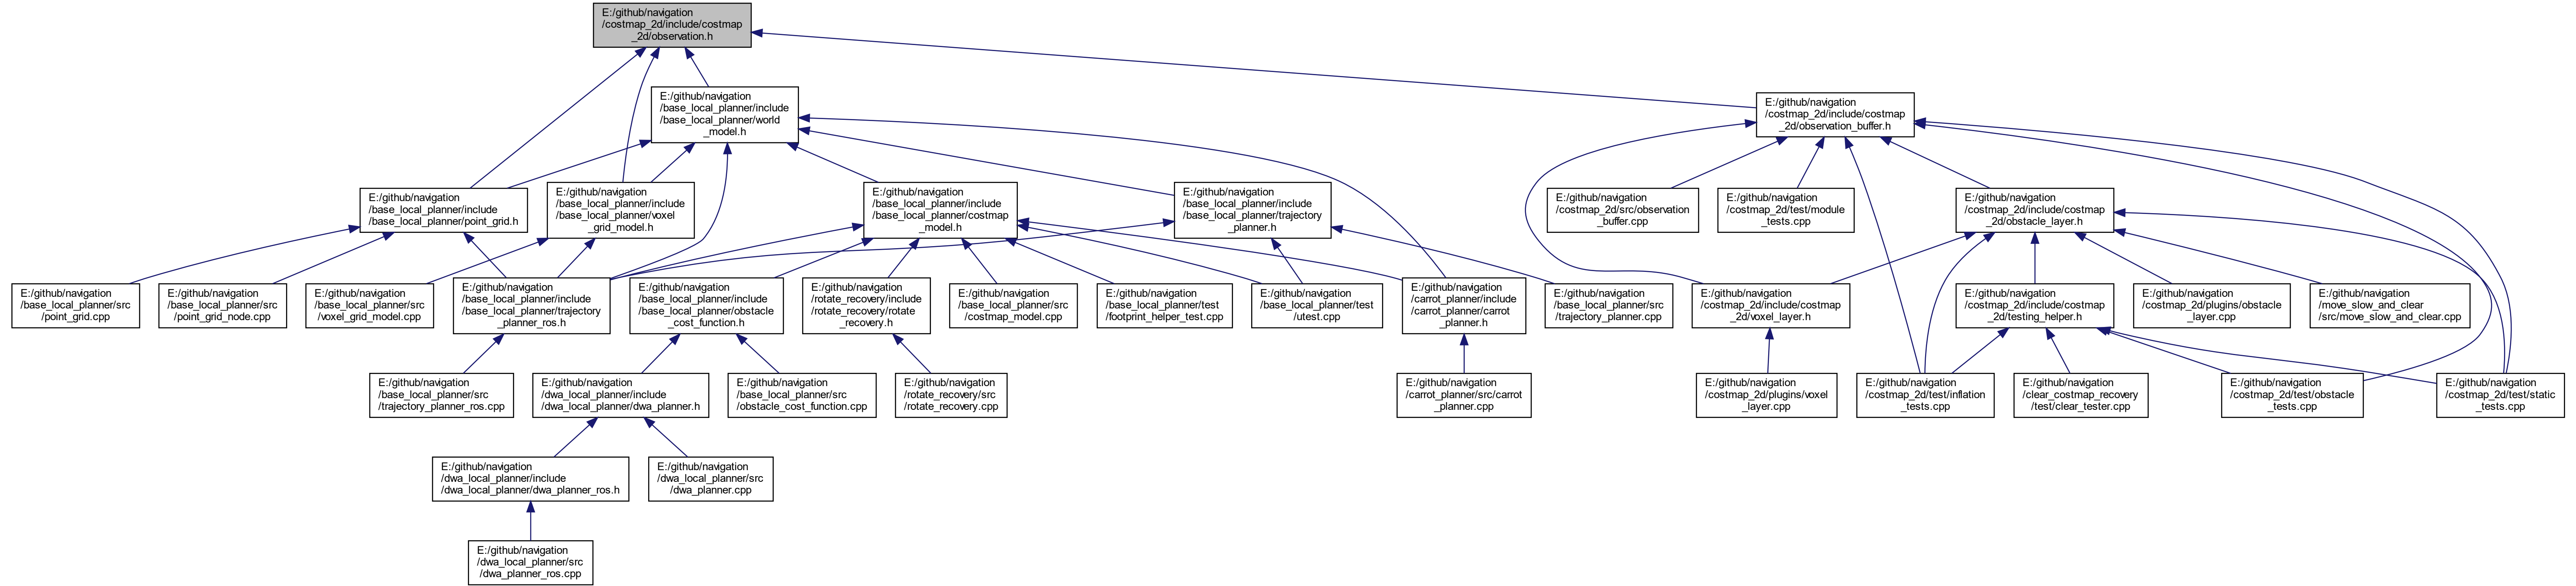 E:/github/navigation
/costmap_2d/include/costmap
_2d/observation.h
E:/github/navigation
/base_local_planner/include
/base_local_planner/world
_model.h
E:/github/navigation
/costmap_2d/include/costmap
_2d/observation_buffer.h
E:/github/navigation
/base_local_planner/include
/base_local_planner/point_grid.h
E:/github/navigation
/base_local_planner/include
/base_local_planner/voxel
_grid_model.h
E:/github/navigation
/base_local_planner/include
/base_local_planner/costmap
_model.h
E:/github/navigation
/base_local_planner/include
/base_local_planner/trajectory
_planner.h
E:/github/navigation
/costmap_2d/src/observation
_buffer.cpp
E:/github/navigation
/costmap_2d/test/module
_tests.cpp
E:/github/navigation
/costmap_2d/include/costmap
_2d/obstacle_layer.h
E:/github/navigation
/base_local_planner/src
/point_grid.cpp
E:/github/navigation
/base_local_planner/src
/point_grid_node.cpp
E:/github/navigation
/base_local_planner/src
/voxel_grid_model.cpp
E:/github/navigation
/base_local_planner/include
/base_local_planner/trajectory
_planner_ros.h
E:/github/navigation
/base_local_planner/include
/base_local_planner/obstacle
_cost_function.h
E:/github/navigation
/rotate_recovery/include
/rotate_recovery/rotate
_recovery.h
E:/github/navigation
/base_local_planner/src
/costmap_model.cpp
E:/github/navigation
/base_local_planner/test
/footprint_helper_test.cpp
E:/github/navigation
/base_local_planner/test
/utest.cpp
E:/github/navigation
/carrot_planner/include
/carrot_planner/carrot
_planner.h
E:/github/navigation
/base_local_planner/src
/trajectory_planner.cpp
E:/github/navigation
/costmap_2d/include/costmap
_2d/voxel_layer.h
E:/github/navigation
/costmap_2d/include/costmap
_2d/testing_helper.h
E:/github/navigation
/costmap_2d/plugins/obstacle
_layer.cpp
E:/github/navigation
/move_slow_and_clear
/src/move_slow_and_clear.cpp
E:/github/navigation
/base_local_planner/src
/trajectory_planner_ros.cpp
E:/github/navigation
/dwa_local_planner/include
/dwa_local_planner/dwa_planner.h
E:/github/navigation
/base_local_planner/src
/obstacle_cost_function.cpp
E:/github/navigation
/rotate_recovery/src
/rotate_recovery.cpp
E:/github/navigation
/carrot_planner/src/carrot
_planner.cpp
E:/github/navigation
/costmap_2d/plugins/voxel
_layer.cpp
E:/github/navigation
/costmap_2d/test/inflation
_tests.cpp
E:/github/navigation
/clear_costmap_recovery
/test/clear_tester.cpp
E:/github/navigation
/costmap_2d/test/obstacle
_tests.cpp
E:/github/navigation
/costmap_2d/test/static
_tests.cpp
E:/github/navigation
/dwa_local_planner/include
/dwa_local_planner/dwa_planner_ros.h
E:/github/navigation
/dwa_local_planner/src
/dwa_planner.cpp
E:/github/navigation
/dwa_local_planner/src
/dwa_planner_ros.cpp